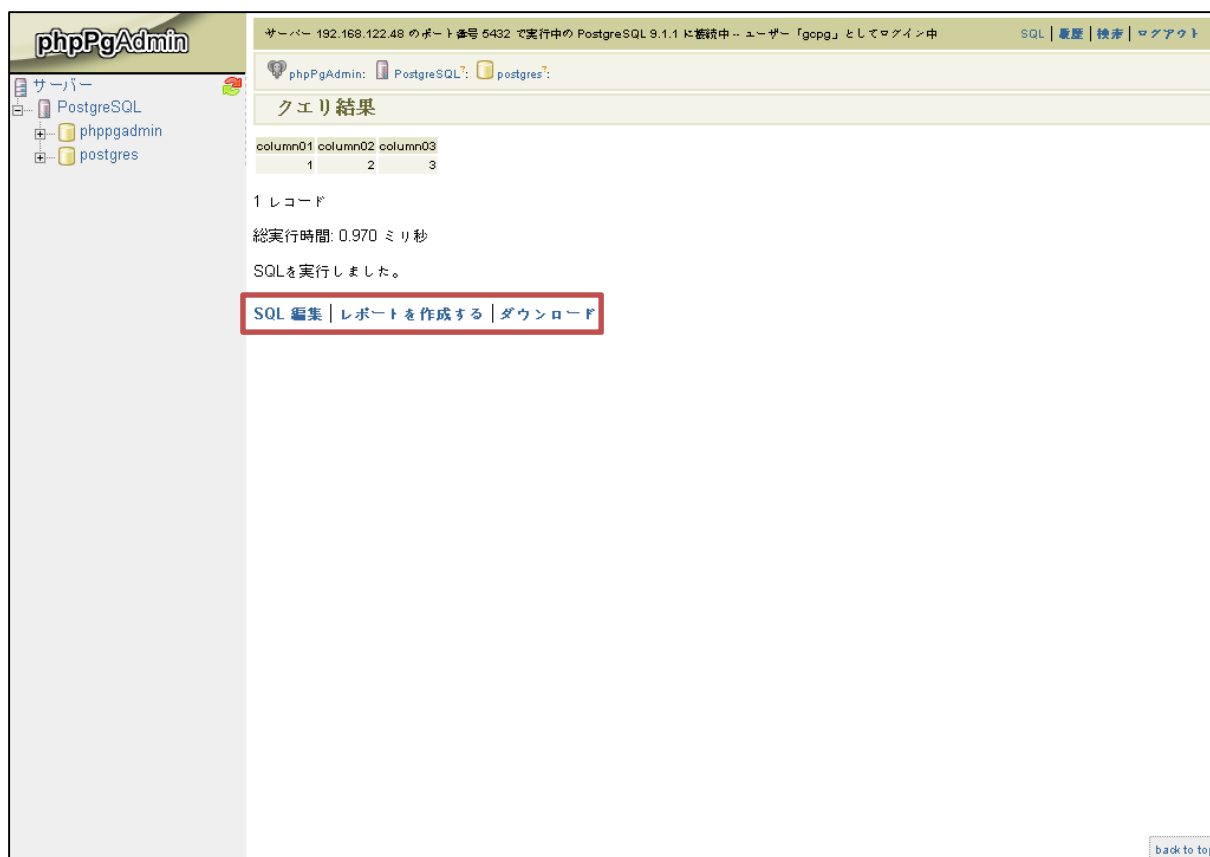 phpPgAdmin
サーバー 192.168.122.48 のポート番号 5432 で実行中の PostgreSQL 9.1.1 に接続中 -- ユーザー「gopg」としてログイン中
SQL | 履歴 | 検索 | ログアウト
phpPgAdmin: PostgreSQL?: postgres?:
サーバー
PostgreSQL
phppgadmin
postgres
クエリ結果
column01 column02 column03
1 2 3
1 レコード
総実行時間: 0.970 ミリ秒
SQLを実行しました。
SQL 編集 | レポートを作成する | ダウンロード
back to top